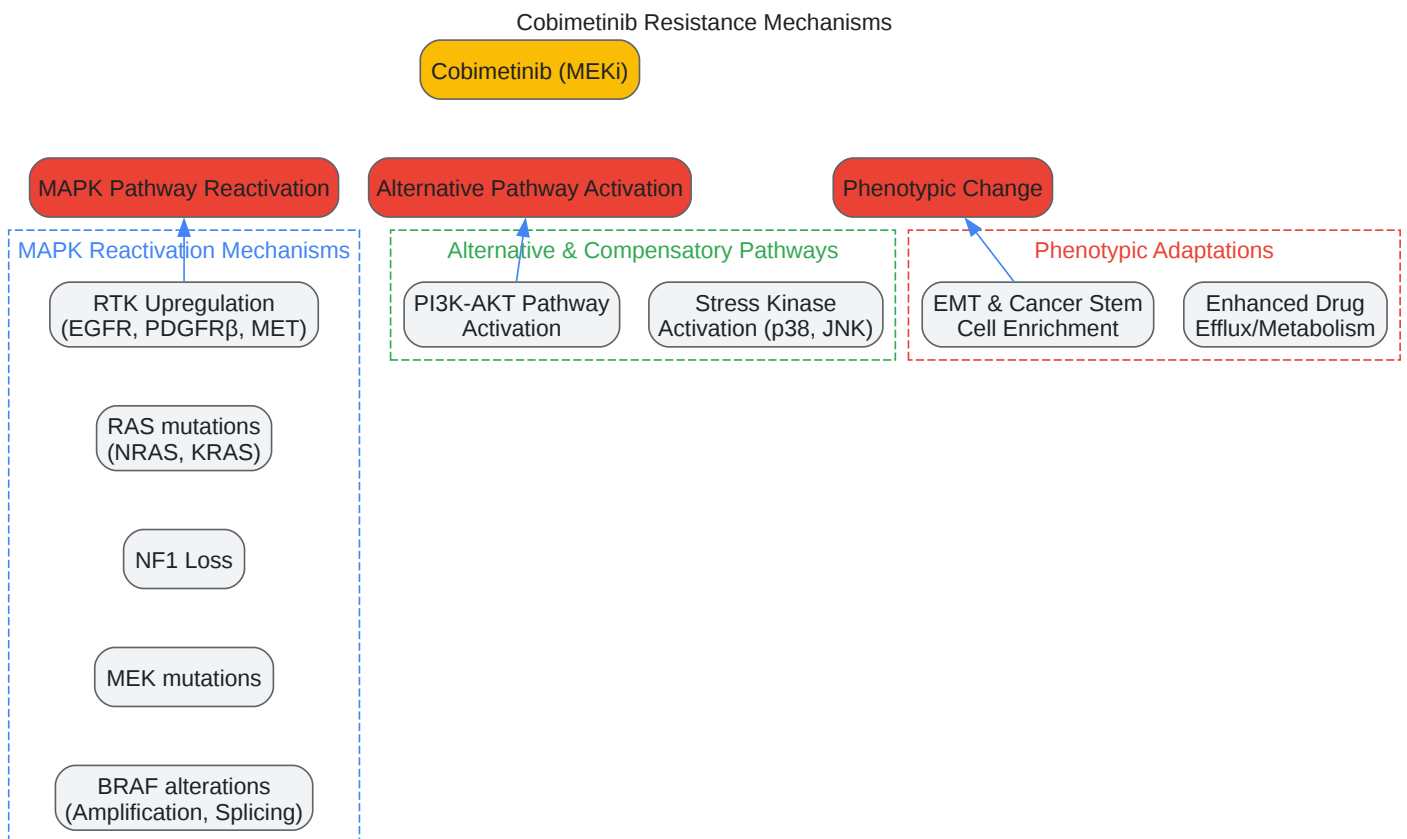 Cobimetinib Resistance Mechanisms
Cobimetinib (MEKi)
MAPK Pathway Reactivation
Alternative Pathway Activation
Phenotypic Change
MAPK Reactivation Mechanisms
RTK Upregulation
(EGFR, PDGFRβ, MET)
RAS mutations
(NRAS, KRAS)
NF1 Loss
MEK mutations
BRAF alterations
(Amplification, Splicing)
Alternative & Compensatory Pathways
PI3K-AKT Pathway
Activation
Stress Kinase
Activation (p38, JNK)
Phenotypic Adaptations
EMT & Cancer Stem
Cell Enrichment
Enhanced Drug
Efflux/Metabolism